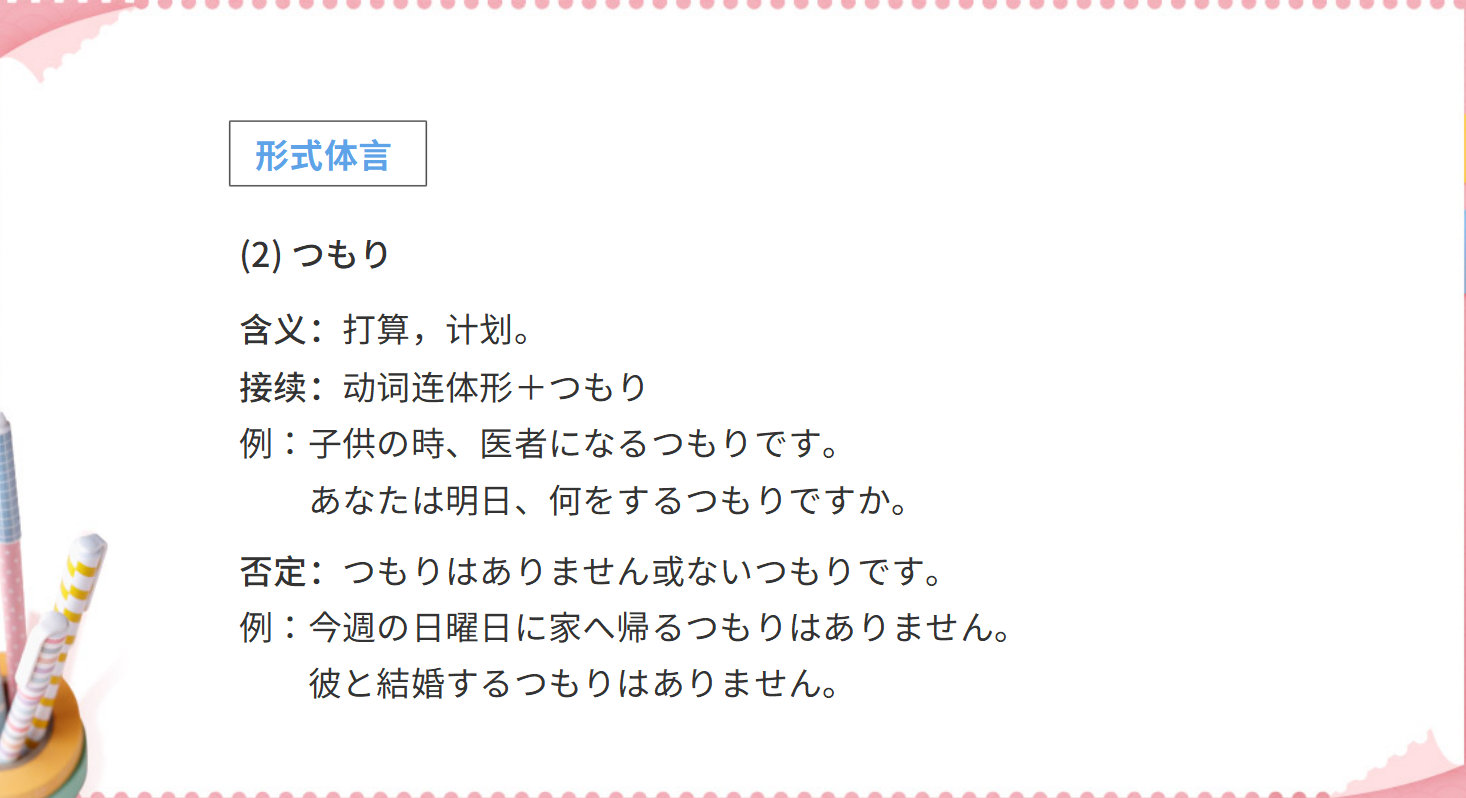 形式体言
(2) つもり
含义：打算，计划。
接续：动词连体形＋つもり
例：子供の時、医者になるつもりです。
あなたは明日、何をするつもりですか。
否定：つもりはありません或ないつもりです。
例：今週の日曜日に家へ帰るつもりはありません。
彼と結婚するつもりはありません。